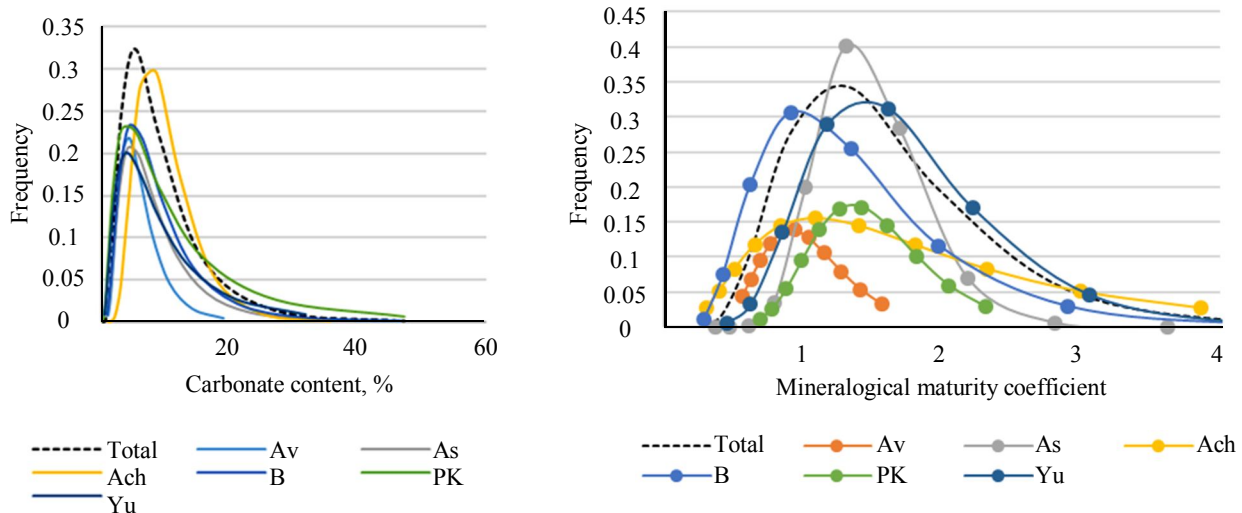 0.35
0.3
0.25
0.2
0.15
0.1
0.05
0
Frequency
20 40 60
Carbonate content, %
Total Av As
Ach B PK
Yu
0.45
0.4
0.35
0.3
0.25
0.2
0.15
0.1
0.05
0
Frequency
1 2 3 4
Mineralogical maturity coefficient
Total Av As Ach
B PK Yu